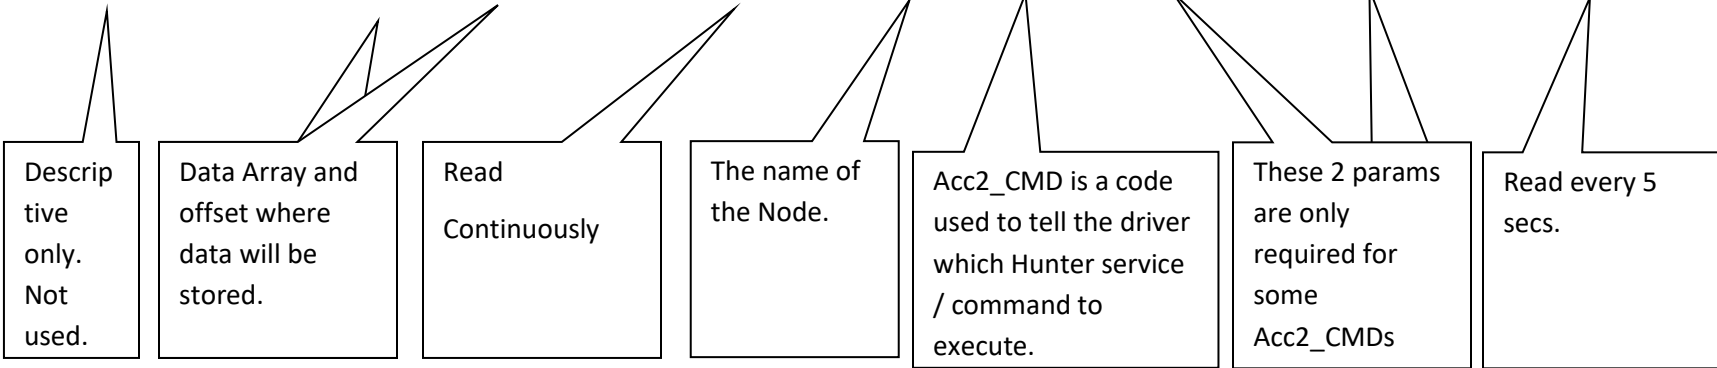 Descrip
tive
only.
Not
used.
Data Array and
offset where
data will be
stored.
Read
Continuously
The name of
the Node.
Acc2_CMD is a code
used to tell the driver
which Hunter service
/ command to
execute.
These 2 params
are only
required for
some
Acc2_CMDs
Read every 5
secs.